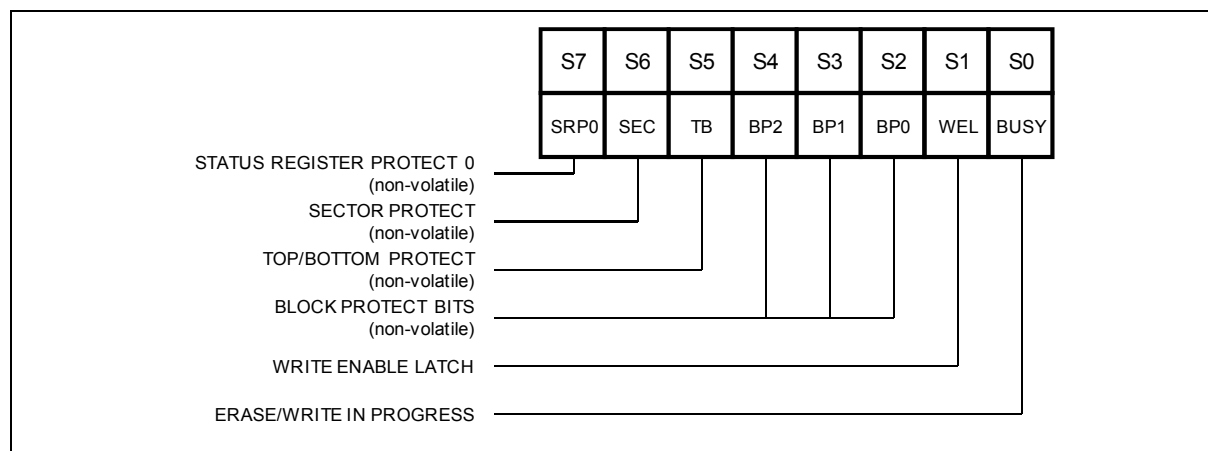 S7 S6 S5 S4 S3 S2 S1 S0
SRP0 SEC TB BP2 BP1 BP0 WEL BUSY
STATUS REGISTER PROTECT 0
(non-volatile)
SECTOR PROTECT
(non-volatile)
TOP/BOTTOM PROTECT
(non-volatile)
BLOCK PROTECT BITS
(non-volatile)
WRITE ENABLE LATCH
ERASE/WRITE IN PROGRESS